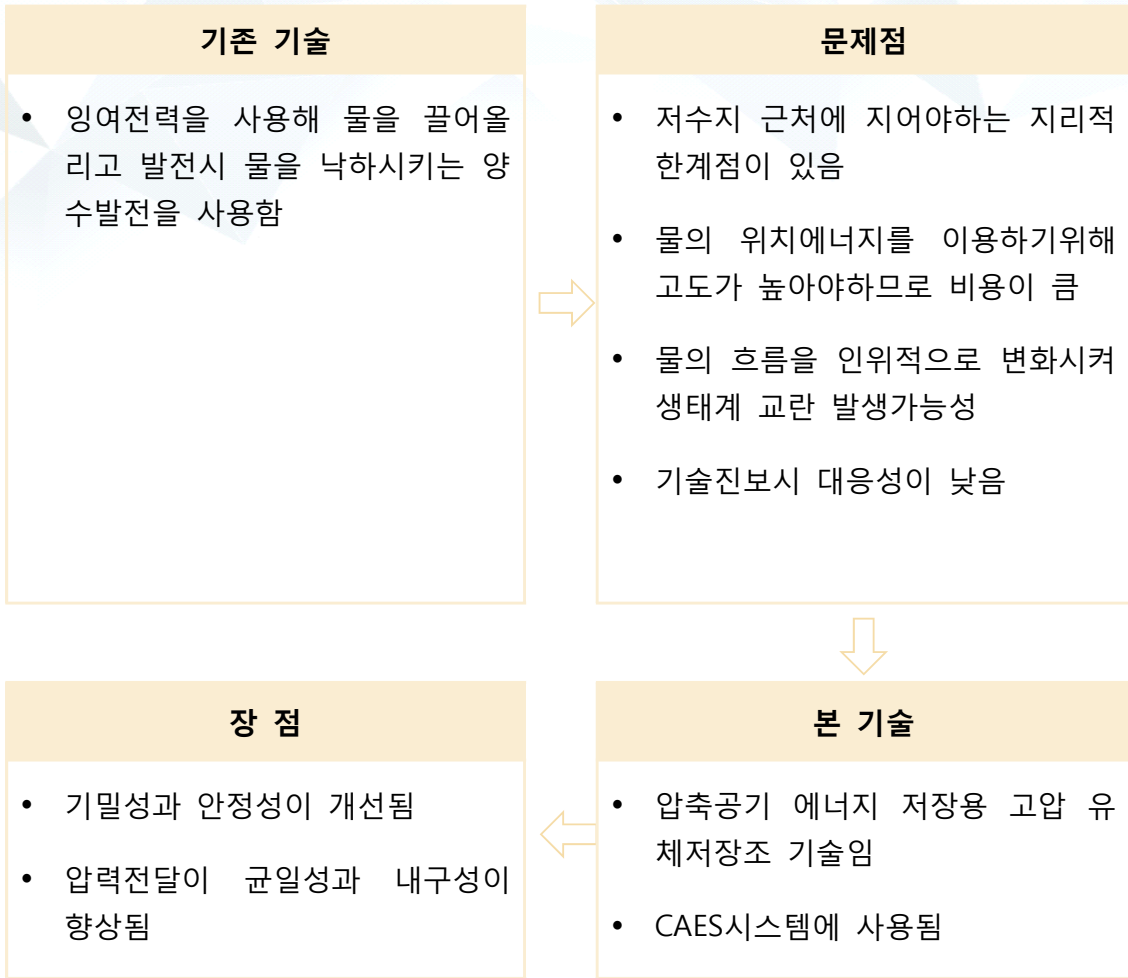 기존 기술
• 잉여전력을 사용해 물을 끌어올
리고 발전시 물을 낙하시키는 양
수발전을 사용함
문제점
• 저수지 근처에 지어야하는 지리적
한계점이 있음
• 물의 위치에너지를 이용하기위해
고도가 높아야하므로 비용이 큼
• 물의 흐름을 인위적으로 변화시켜
생태계 교란 발생가능성
• 기술진보시 대응성이 낮음
본 기술
• 압축공기 에너지 저장용 고압 유
체저장조 기술임
• CAES시스템에 사용됨
장 점
• 기밀성과 안정성이 개선됨
• 압력전달이 균일성과 내구성이
향상됨